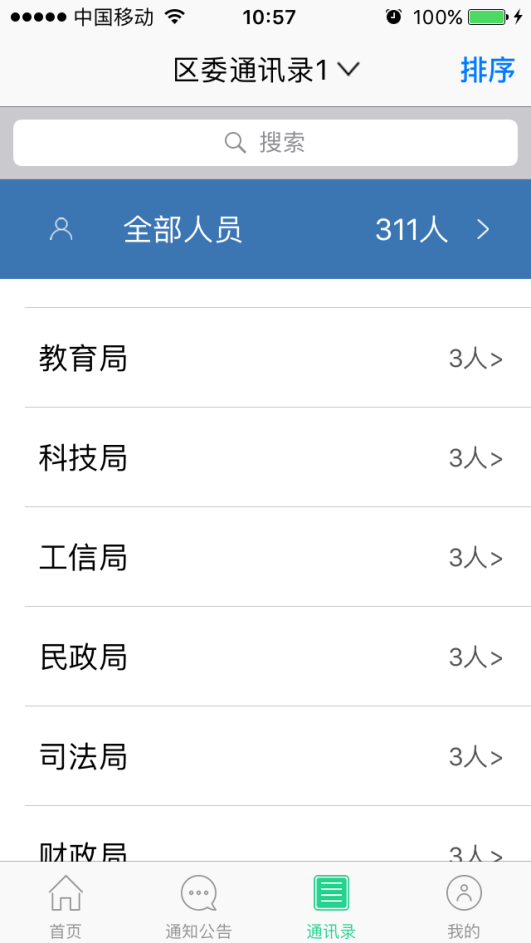 中国移动 10:57 100%
区委通讯录1 排序
搜索
全部人员 311人 >
教育局 3人>
科技局 3人>
工信局 3人>
民政局 3人>
司法局 3人>
财政局 3人>
首页 通知公告 通讯录 我的